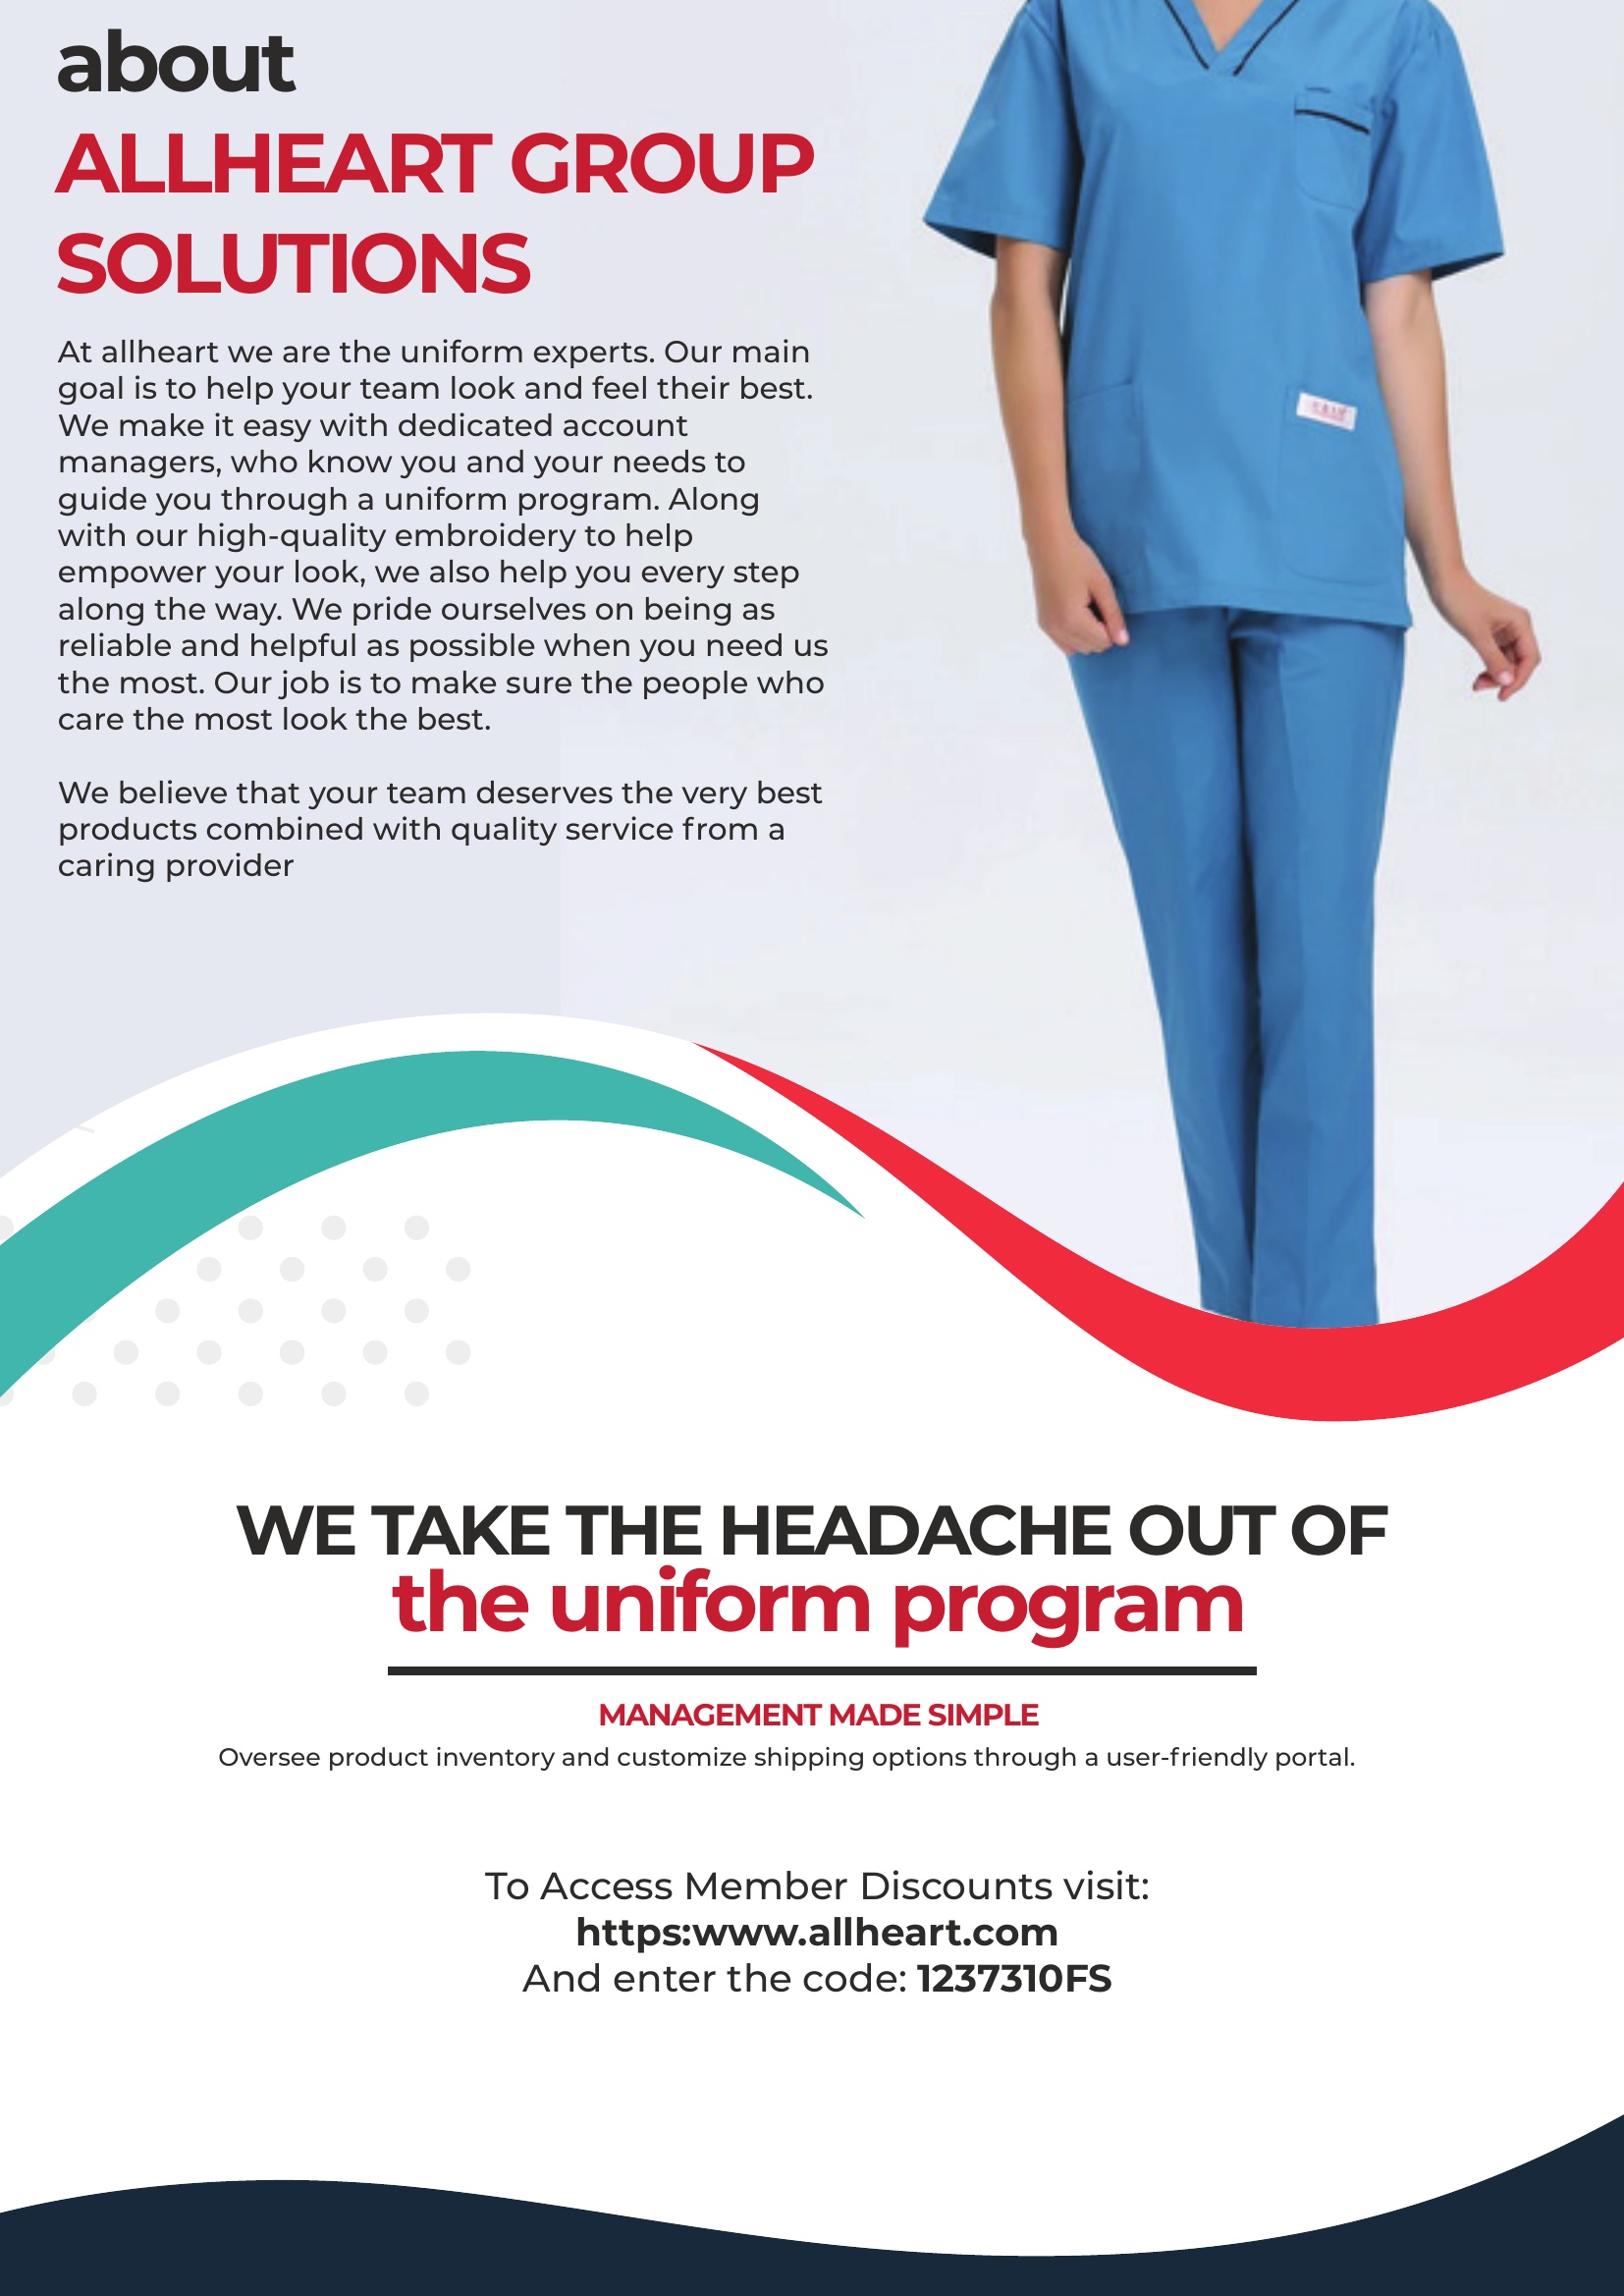 about
ALLHEART GROUP
SOLUTIONS
At allheart we are the uniform experts. Our main
goal is to help your team look and feel their best.
We make it easy with dedicated account
managers, who know you and your needs to
guide you through a uniform program. Along
with our high-quality embroidery to help
empower your look, we also help you every step
along the way. We pride ourselves on being as
reliable and helpful as possible when you need us
the most. Our job is to make sure the people who
care the most look the best.
We believe that your team deserves the very best
products combined with quality service from a
caring provider
WE TAKE THE HEADACHE OUT OF
the uniform program
MANAGEMENT MADE SIMPLE
Oversee product inventory and customize shipping options through a user-friendly portal.
To Access Member Discounts visit:
https:www.allheart.com
And enter the code: 1237310FS